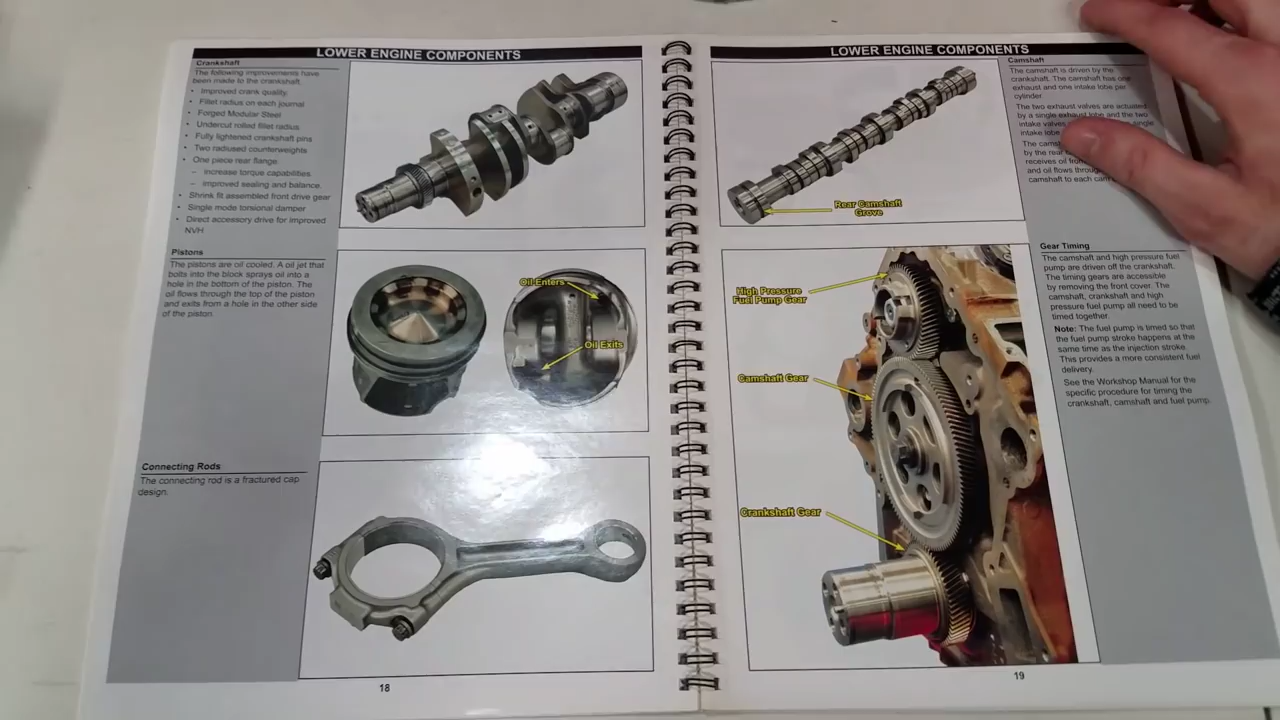 LOWER ENGINE COMPONENTS
Crankshaft
The following improvements have
been made to the crankshaft.
• Improved crank quality.
• Fillet radius on each journal
• Forged Modular Steel
• Undercut rolled fillet radius
• Fully lightened crankshaft pins
• Two radiused counterweights
• One piece rear flange:
– increase torque capabilities.
– Improved sealing and balance.
• Shrink fit assembled front drive gear
• Single mode torsional damper
• Direct accessory drive for improved
NVH
Pistons
The pistons are oil cooled. A oil jet that
bolts into the block sprays oil into a
hole in the bottom of the piston. The
oil flows through the top of the piston
and exits from a hole in the other side
of the piston.
Oil Enters
Oil Exits
Connecting Rods
The connecting rod is a fractured cap
design.
18
LOWER ENGINE COMPONENTS
Rear Camshaft
Grove
Camshaft
The camshaft is driven by the
crankshaft. The camshaft has one
exhaust and one intake lobe per
cylinder.
The two exhaust valves are actuated
by a single exhaust lobe and the two
intake valves single
intake lobe.
The
by the rear
receives oil from
and oil flows through
camshaft to each cam
High Pressure
Fuel Pump Gear
Camshaft Gear
Crankshaft Gear
Gear Timing
The camshaft and high pressure fuel
pump are driven off the crankshaft.
The timing gears are accessible
by removing the front cover. The
camshaft, crankshaft and high
pressure fuel pump all need to be
timed together.
Note: The fuel pump is timed so that
the fuel pump stroke happens at the
same time as the injection stroke.
This provides a more consistent fuel
delivery.
See the Workshop Manual for the
specific procedure for timing the
crankshaft, camshaft and fuel pump.
19